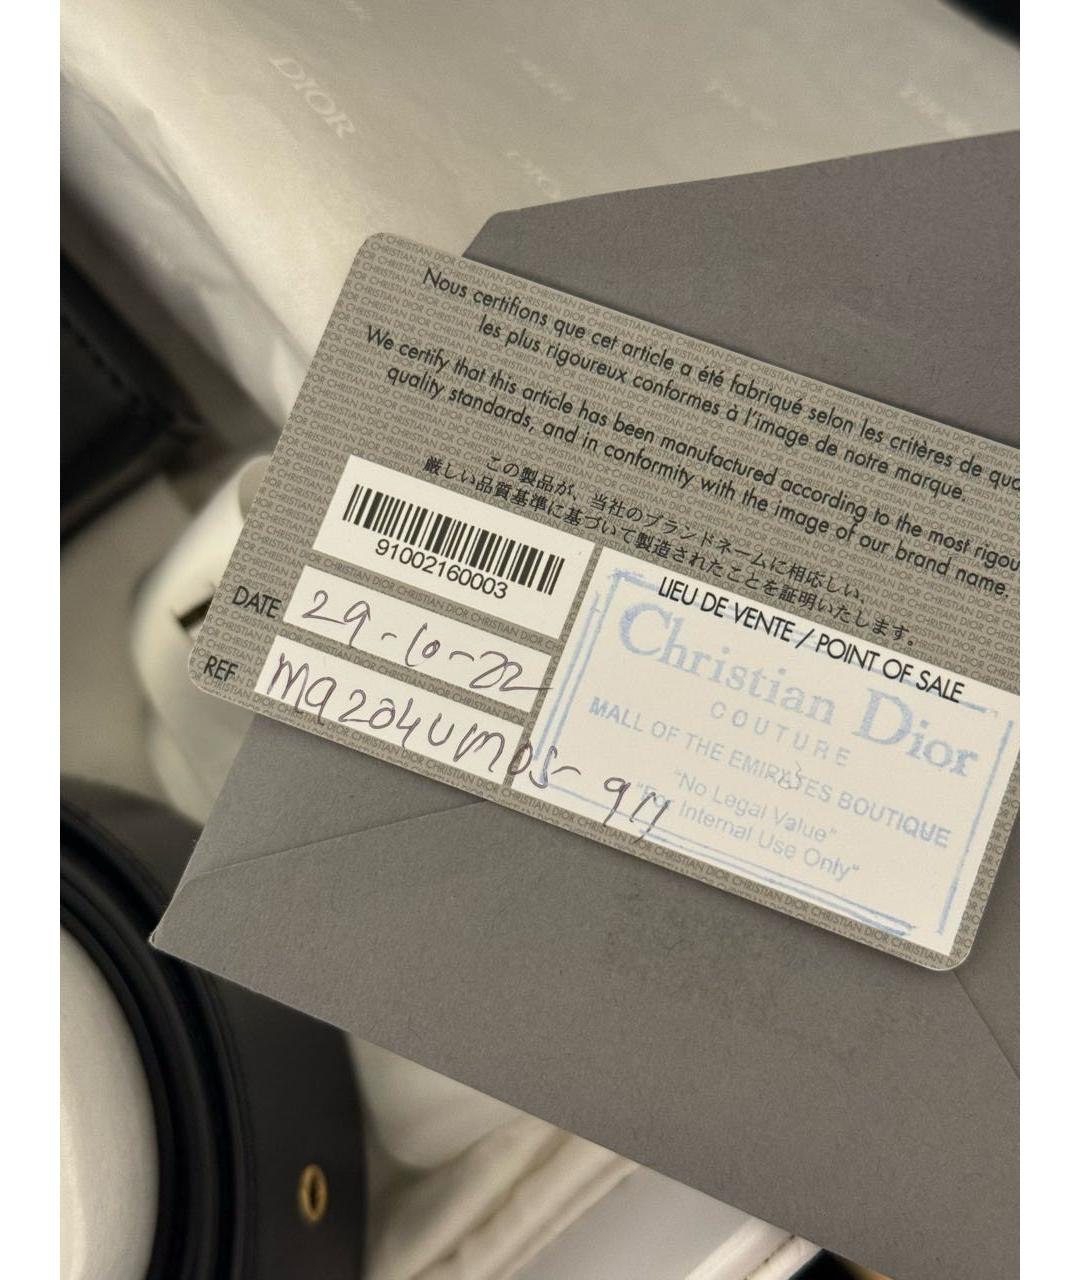 DIOR
Nous certifions que cet article a été fabriqué selon les critères de
les plus rigoureux conformes à l'image de notre marque.
We certify that this article has been manufactured according to the most
quality standards, and in conformity with the image of our brand name.
この製品が、当社のブランドネームに相応しい、
厳しい品質基準に基づいて製造されたことを証明いたします。
91002160003
DATE 29-10-22
REF M9204UMOS-911
LIEU DE VENTE / POINT OF SALE
Christian Dior
COUTURE
MALL OF THE EMIRATES BOUTIQUE
"No Legal Value"
"For Internal Use Only"